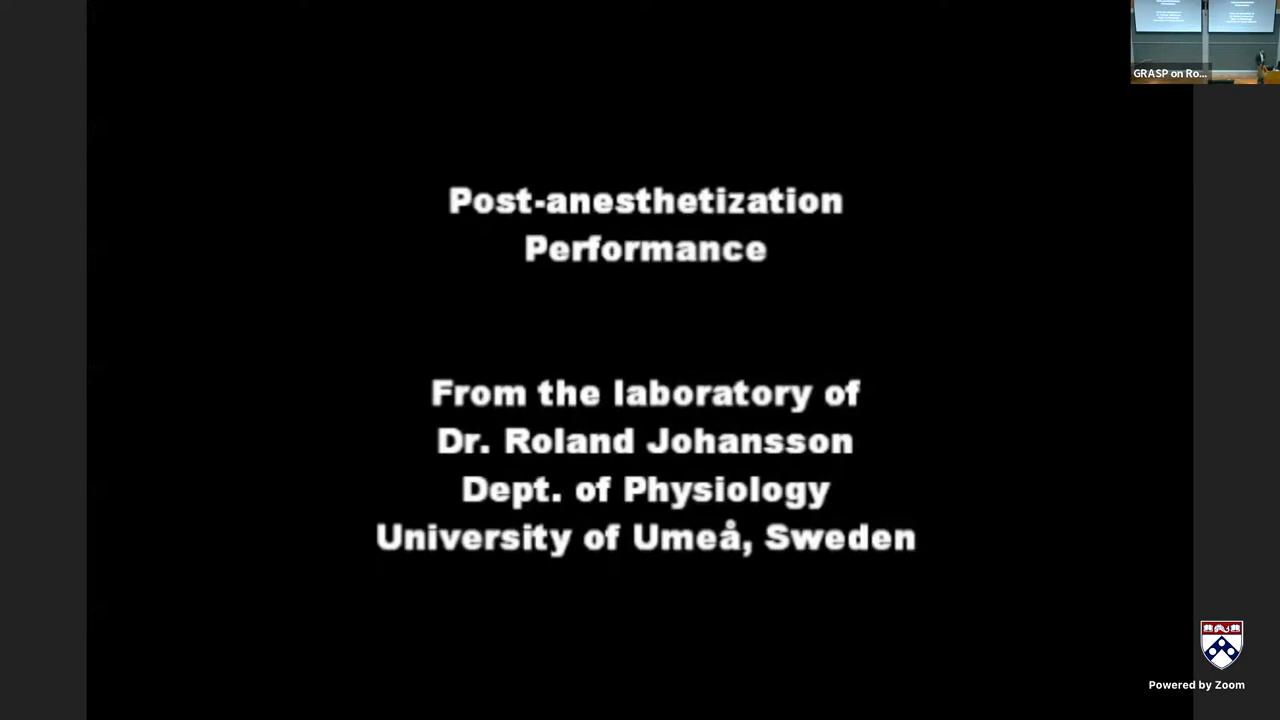 GRASP on Ro...
Post-anesthetization
Performance
From the laboratory of
Dr. Roland Johansson
Dept. of Physiology
University of Umeå, Sweden
Powered by Zoom